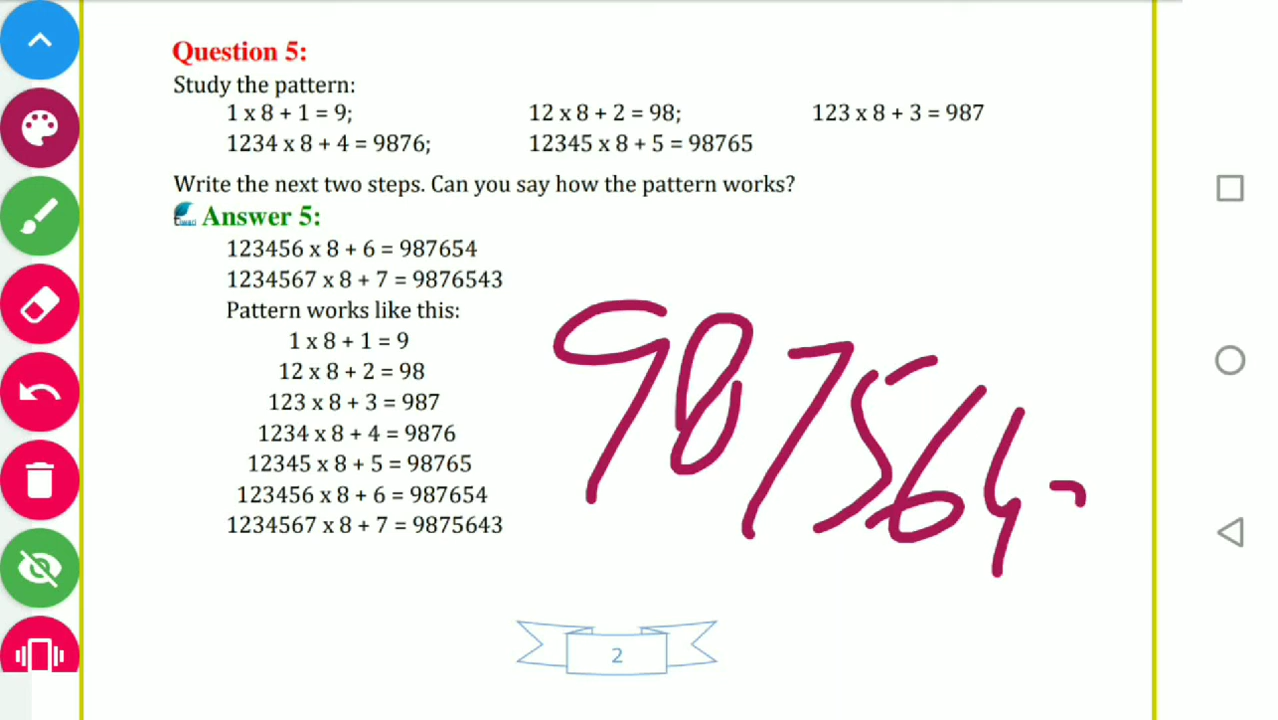 Question 5:
Study the pattern:
1 x 8 + 1 = 9; 12 x 8 + 2 = 98; 123 x 8 + 3 = 987
1234 x 8 + 4 = 9876; 12345 x 8 + 5 = 98765
Write the next two steps. Can you say how the pattern works?
Answer 5:
123456 x 8 + 6 = 987654
1234567 x 8 + 7 = 9876543
Pattern works like this:
1 x 8 + 1 = 9
12 x 8 + 2 = 98
123 x 8 + 3 = 987
1234 x 8 + 4 = 9876
12345 x 8 + 5 = 98765
123456 x 8 + 6 = 987654
1234567 x 8 + 7 = 9875643
987564
2